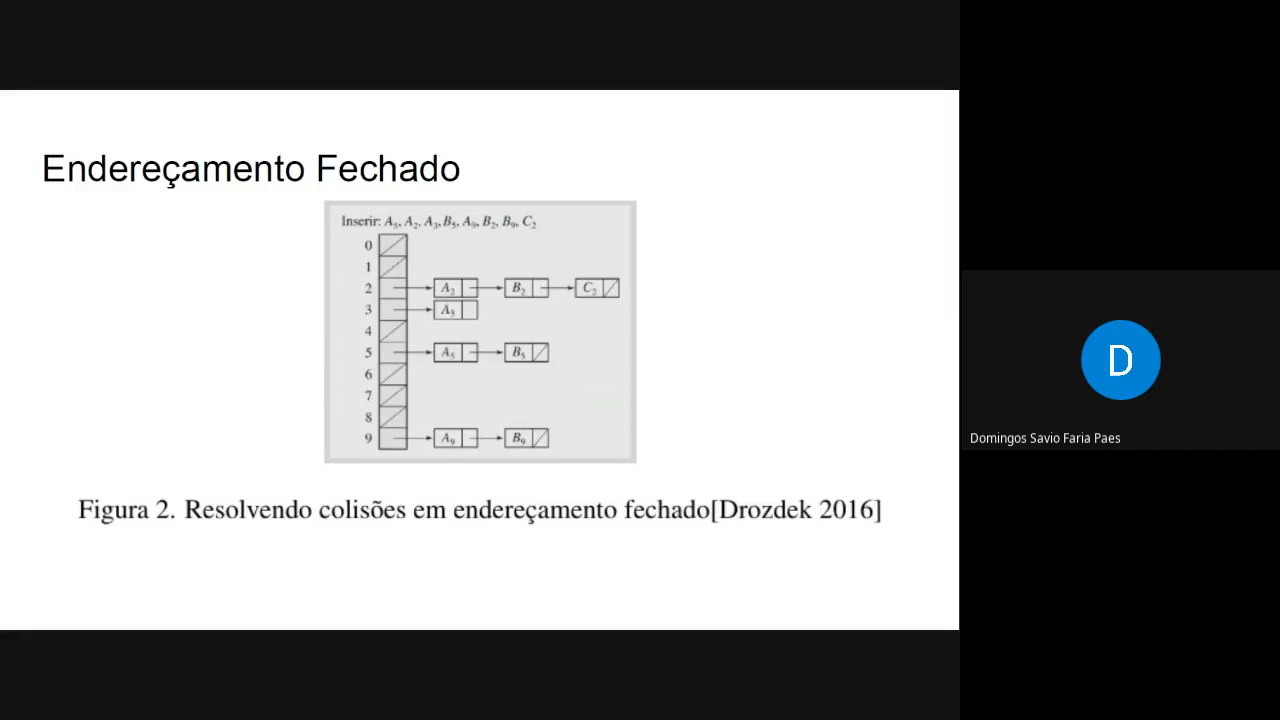 Endereçamento Fechado
Inserir: A₅, A₂, A₃, B₅, A₉, B₂, B₉, C₂
0
1
2 A₂ B₂ C₂
3 A₃
4
5 A₅ B₅
6
7
8
9 A₉ B₉
Figura 2. Resolvendo colisões em endereçamento fechado[Drozdek 2016]
D
Domingos Savio Faria Paes